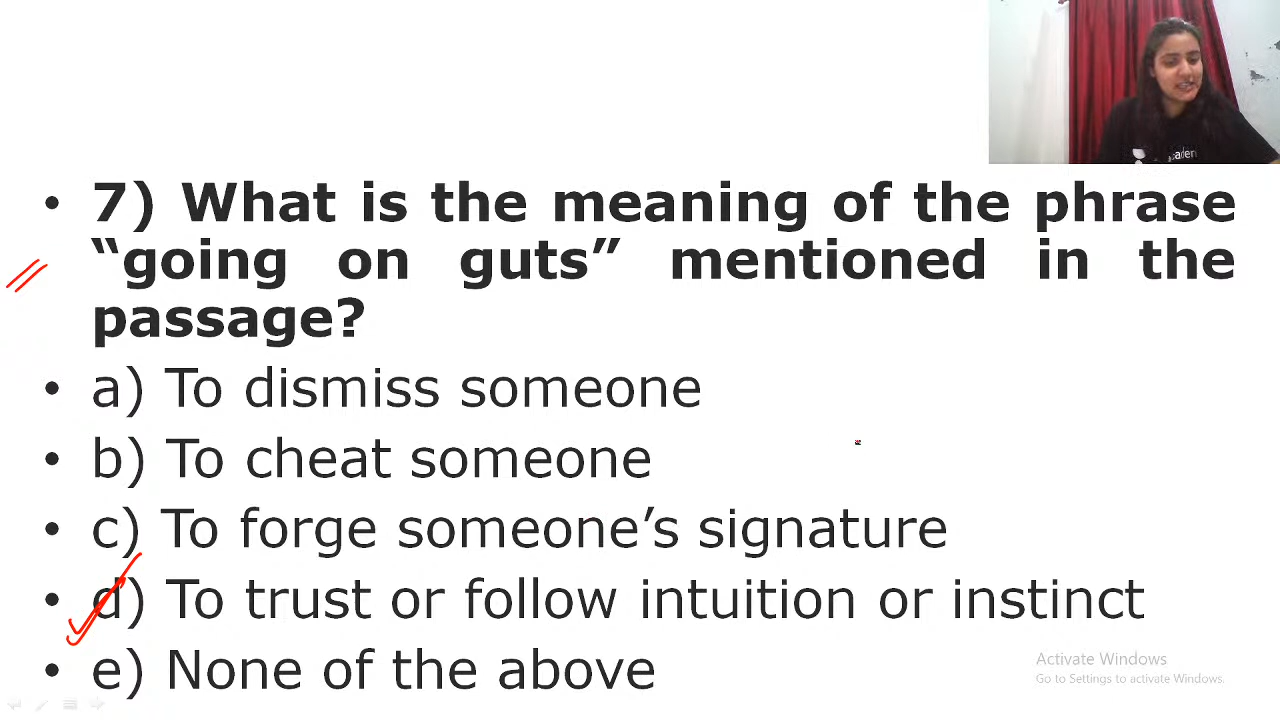 • 7) What is the meaning of the phrase
“going on guts” mentioned in the
passage?
• a) To dismiss someone
• b) To cheat someone
• c) To forge someone’s signature
• d) To trust or follow intuition or instinct
• e) None of the above
Activate Windows
Go to Settings to activate Windows.